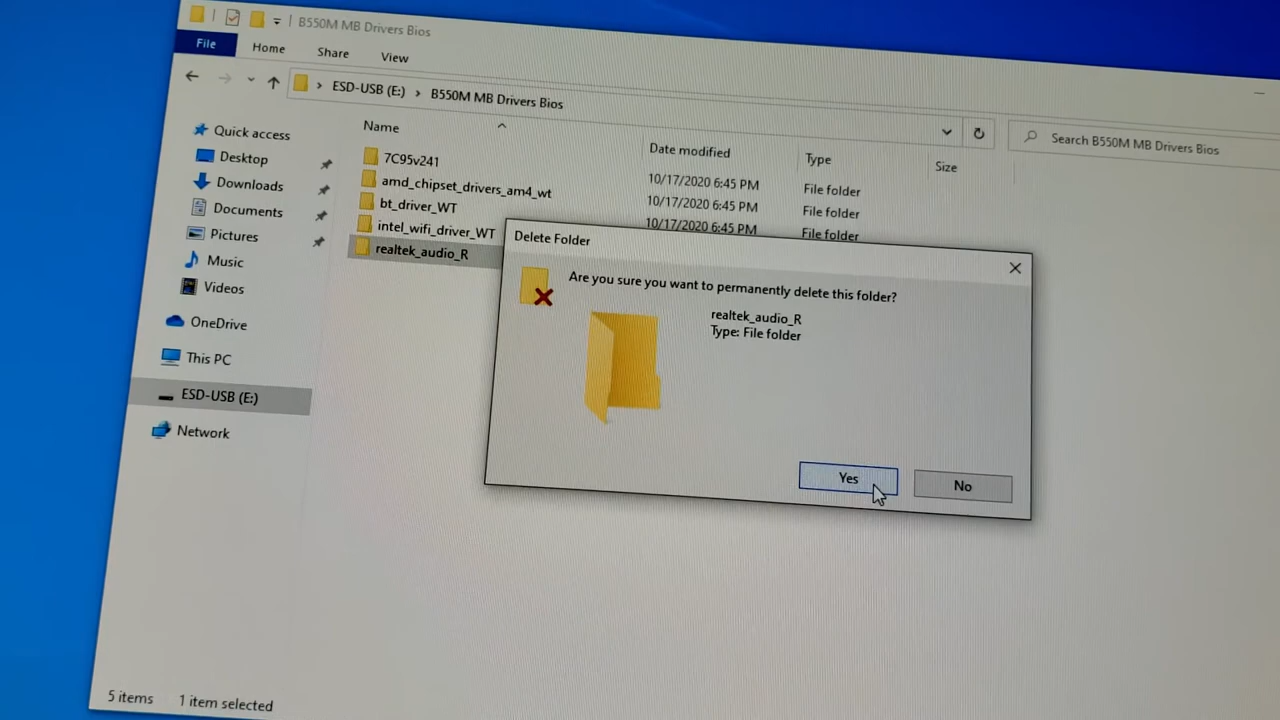 B550M MB Drivers Bios
File Home Share View
ESD-USB (E:) B550M MB Drivers Bios
Search B550M MB Drivers Bios
Name Date modified Type Size
Quick access
Desktop
Downloads
Documents
Pictures
Music
Videos
OneDrive
This PC
ESD-USB (E:)
Network
7C95v241 10/17/2020 6:45 PM File folder
amd_chipset_drivers_am4_wt 10/17/2020 6:45 PM File folder
bt_driver_WT 10/17/2020 6:45 PM File folder
intel_wifi_driver_WT
realtek_audio_R
Delete Folder
Are you sure you want to permanently delete this folder?
realtek_audio_R
Type: File folder
Yes No
5 items 1 item selected